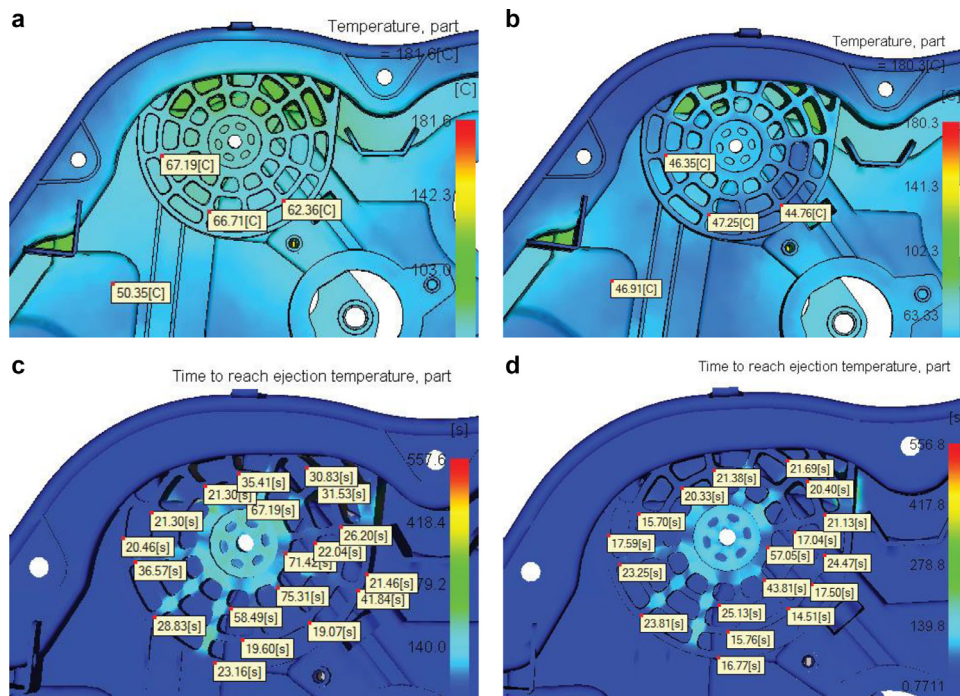 a
Temperature, part
= 181.6[C]
[C]
181.6
142.3
103.0
67.19[C]
66.71[C]
62.36[C]
50.35[C]
b
Temperature, part
= 180.3[C]
[C]
180.3
141.3
102.3
63.33
46.35[C]
47.25[C]
44.76[C]
46.91[C]
c
Time to reach ejection temperature, part
[s]
557.6
418.4
79.2
140.0
35.41[s]
30.83[s]
21.30[s]
31.53[s]
67.19[s]
21.30[s]
26.20[s]
20.46[s]
22.04[s]
71.42[s]
36.57[s]
21.46[s]
75.31[s]
41.84[s]
58.49[s]
28.83[s]
19.07[s]
19.60[s]
23.16[s]
d
Time to reach ejection temperature, part
[s]
556.8
417.8
278.8
139.8
0.7711
21.38[s]
21.69[s]
20.33[s]
20.40[s]
15.70[s]
21.13[s]
17.59[s]
17.04[s]
57.05[s]
24.47[s]
23.25[s]
43.81[s]
17.50[s]
25.13[s]
14.51[s]
23.81[s]
15.76[s]
16.77[s]